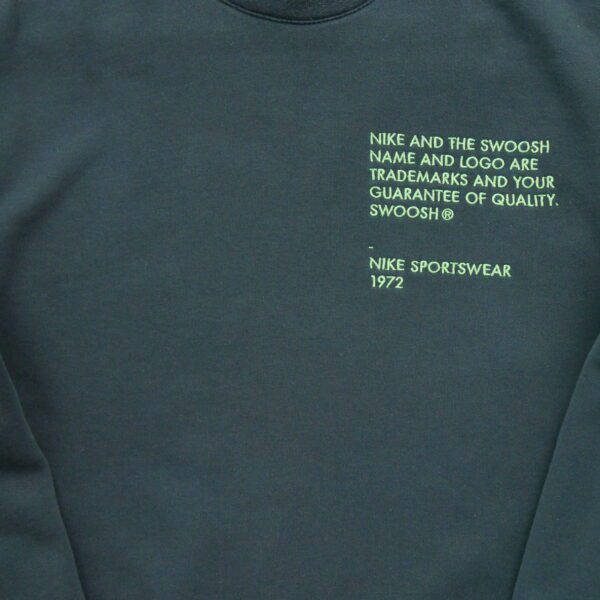 NIKE AND THE SWOOSH
NAME AND LOGO ARE
TRADEMARKS AND YOUR
GUARANTEE OF QUALITY.
SWOOSH®
-
NIKE SPORTSWEAR
1972